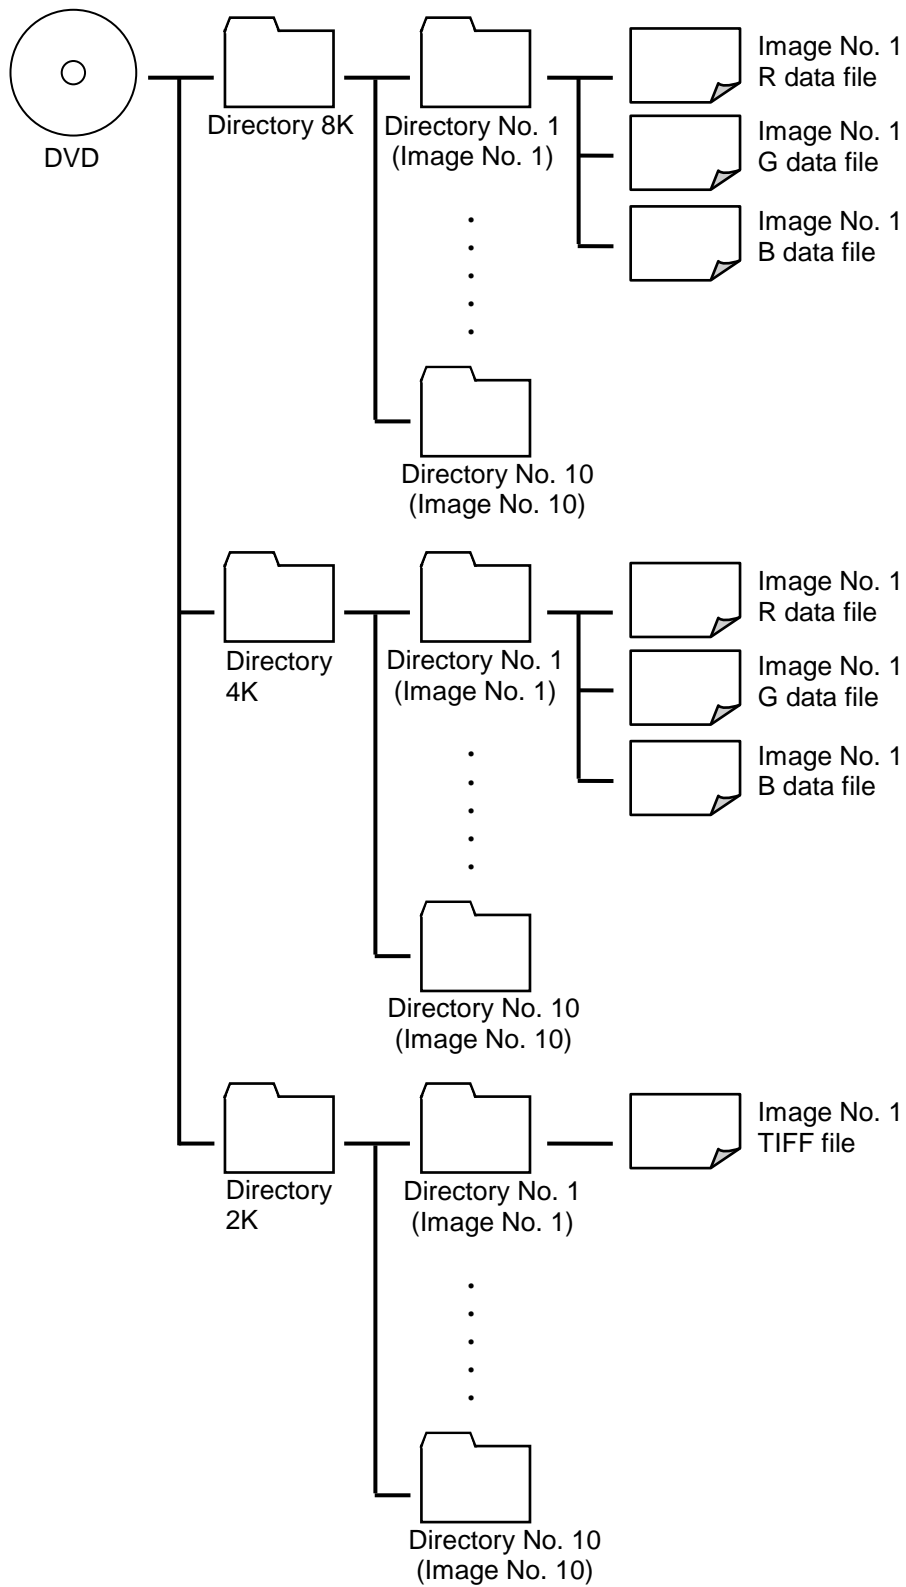 DVD
Directory 8K
Directory No. 1
(Image No. 1)
Image No. 1
R data file
Image No. 1
G data file
Image No. 1
B data file
Directory No. 10
(Image No. 10)
Directory
4K
Directory No. 1
(Image No. 1)
Image No. 1
R data file
Image No. 1
G data file
Image No. 1
B data file
Directory No. 10
(Image No. 10)
Directory
2K
Directory No. 1
(Image No. 1)
Image No. 1
TIFF file
Directory No. 10
(Image No. 10)